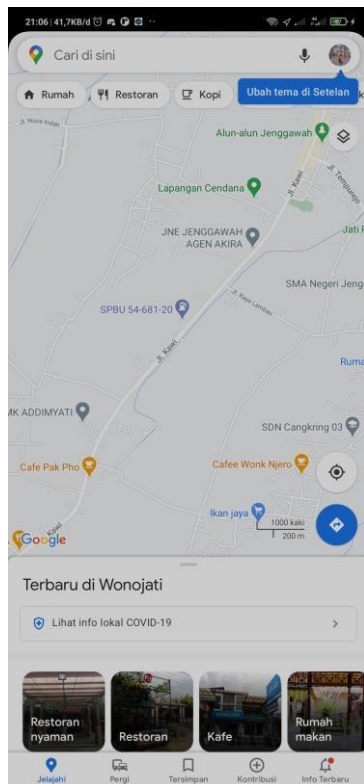 21:06 | 41,7KB/d
Cari di sini
Rumah
Restoran
Kopi
Ubah tema di Setelan
Jl. Nusa Indah
Alun-alun Jenggawah
Jl. Tempurejo
Lapangan Cendana
Jl. Kawi
JNE JENGGAWAH
AGEN AKIRA
Jati
SMA Negeri Jeng
SPBU 54-681-20
Jl. Kawi
Ruma
MK ADDIMYATI
SDN Cangkring 03
Cafe Pak Pho
Cafee Wonk Njero
Ikan jaya
1000 kaki
200 m
Kawi
Google
Terbaru di Wonojati
Lihat info lokal COVID-19
Restoran
nyaman
Restoran
Kafe
Rumah
makan
Jelajahi
Pergi
Tersimpan
Kontribusi
Info Terbaru